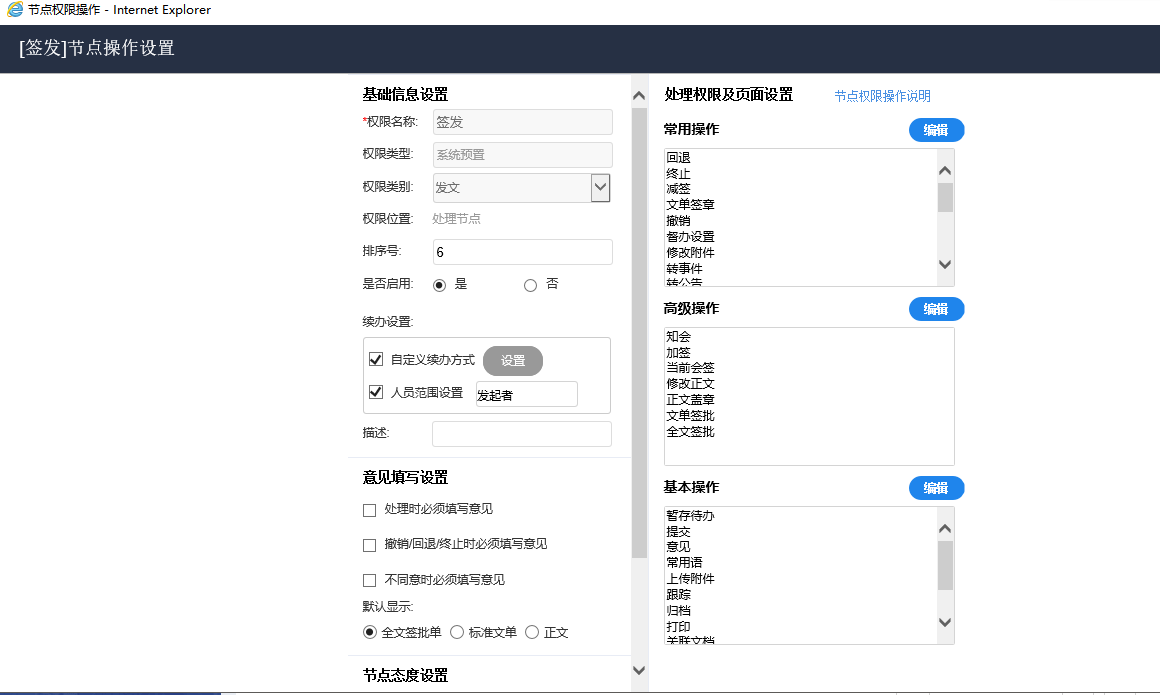 节点权限操作 - Internet Explorer
[签发]节点操作设置
基础信息设置
*权限名称: 签发
权限类型: 系统预置
权限类别: 发文
权限位置: 处理节点
排序号: 6
是否启用: 是 否
续办设置:
自定义续办方式 设置
人员范围设置 发起者
描述:
意见填写设置
处理时必须填写意见
撤销/回退/终止时必须填写意见
不同意时必须填写意见
默认显示:
全文签批单 标准文单 正文
节点态度设置
处理权限及页面设置 节点权限操作说明
常用操作 编辑
回退
终止
减签
文单签章
撤销
督办设置
修改附件
转事件
转公告
高级操作 编辑
知会
加签
当前会签
修改正文
正文盖章
文单签批
全文签批
基本操作 编辑
暂存待办
提交
意见
常用语
上传附件
跟踪
归档
打印
关联文档